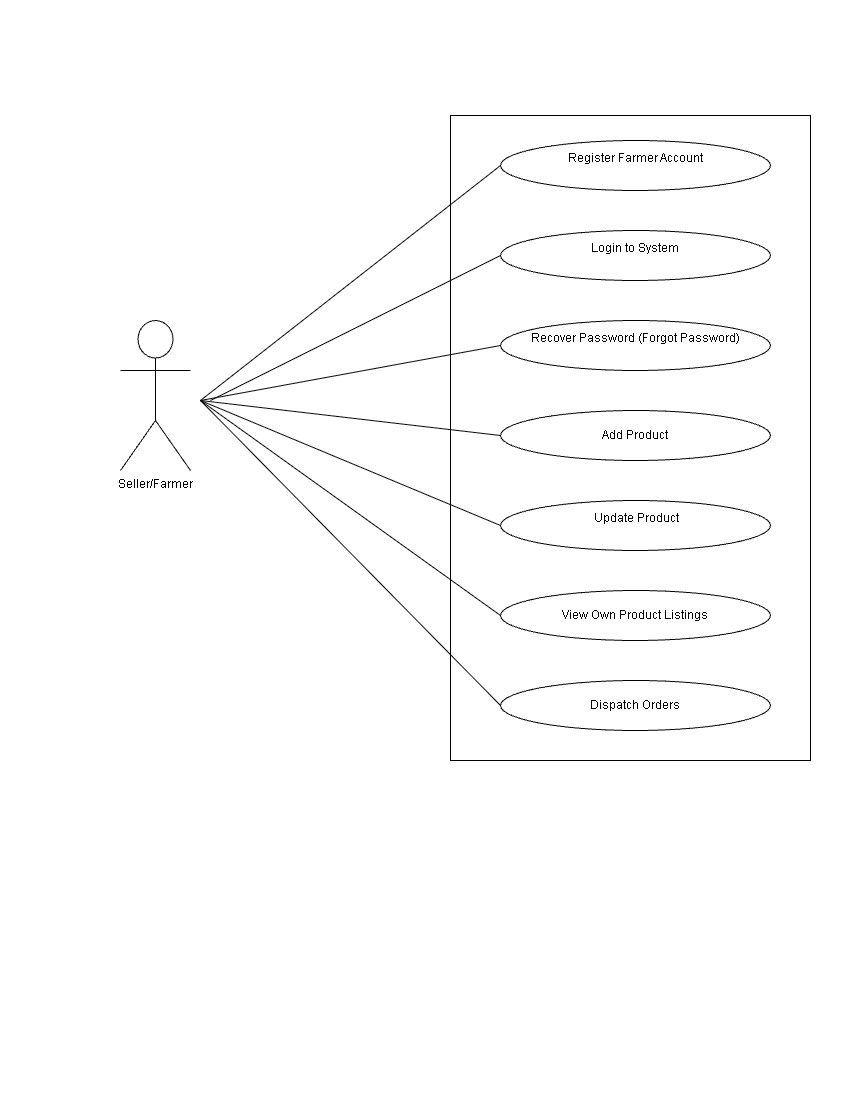 Register Farmer Account
Login to System
Recover Password (Forgot Password)
Add Product
Seller/Farmer
Update Product
View Own Product Listings
Dispatch Orders